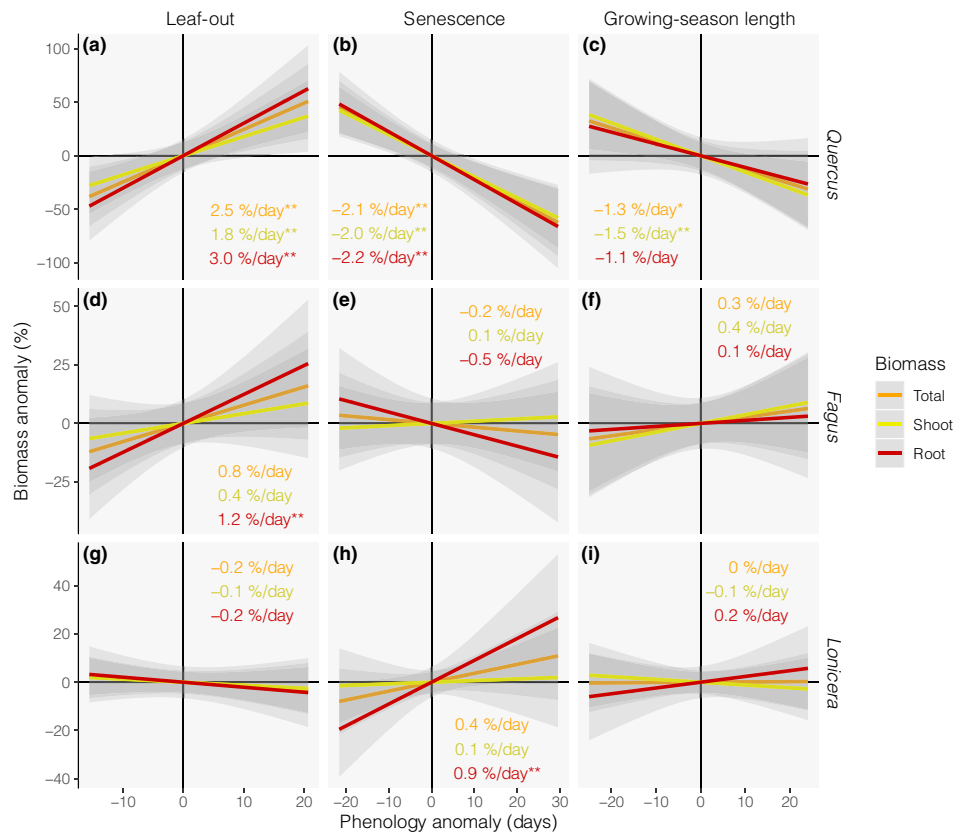 Leaf-out Senescence Growing-season length
(a) (b) (c)
100
50
0
−50
−100
2.5 %/day** −2.1 %/day** −1.3 %/day*
1.8 %/day** −2.0 %/day** −1.5 %/day**
3.0 %/day** −2.2 %/day** −1.1 %/day
Quercus
(d) (e) (f)
50
25
0
−25
−0.2 %/day 0.3 %/day
0.1 %/day 0.4 %/day
−0.5 %/day 0.1 %/day
0.8 %/day
0.4 %/day
1.2 %/day**
Fagus
Biomass anomaly (%)
Biomass
Total
Shoot
Root
(g) (h) (i)
40
20
0
−20
−40
−0.2 %/day 0 %/day
−0.1 %/day −0.1 %/day
−0.2 %/day 0.2 %/day
0.4 %/day
0.1 %/day
0.9 %/day**
Lonicera
−10 0 10 20 −20 −10 0 10 20 30 −20 −10 0 10 20
Phenology anomaly (days)